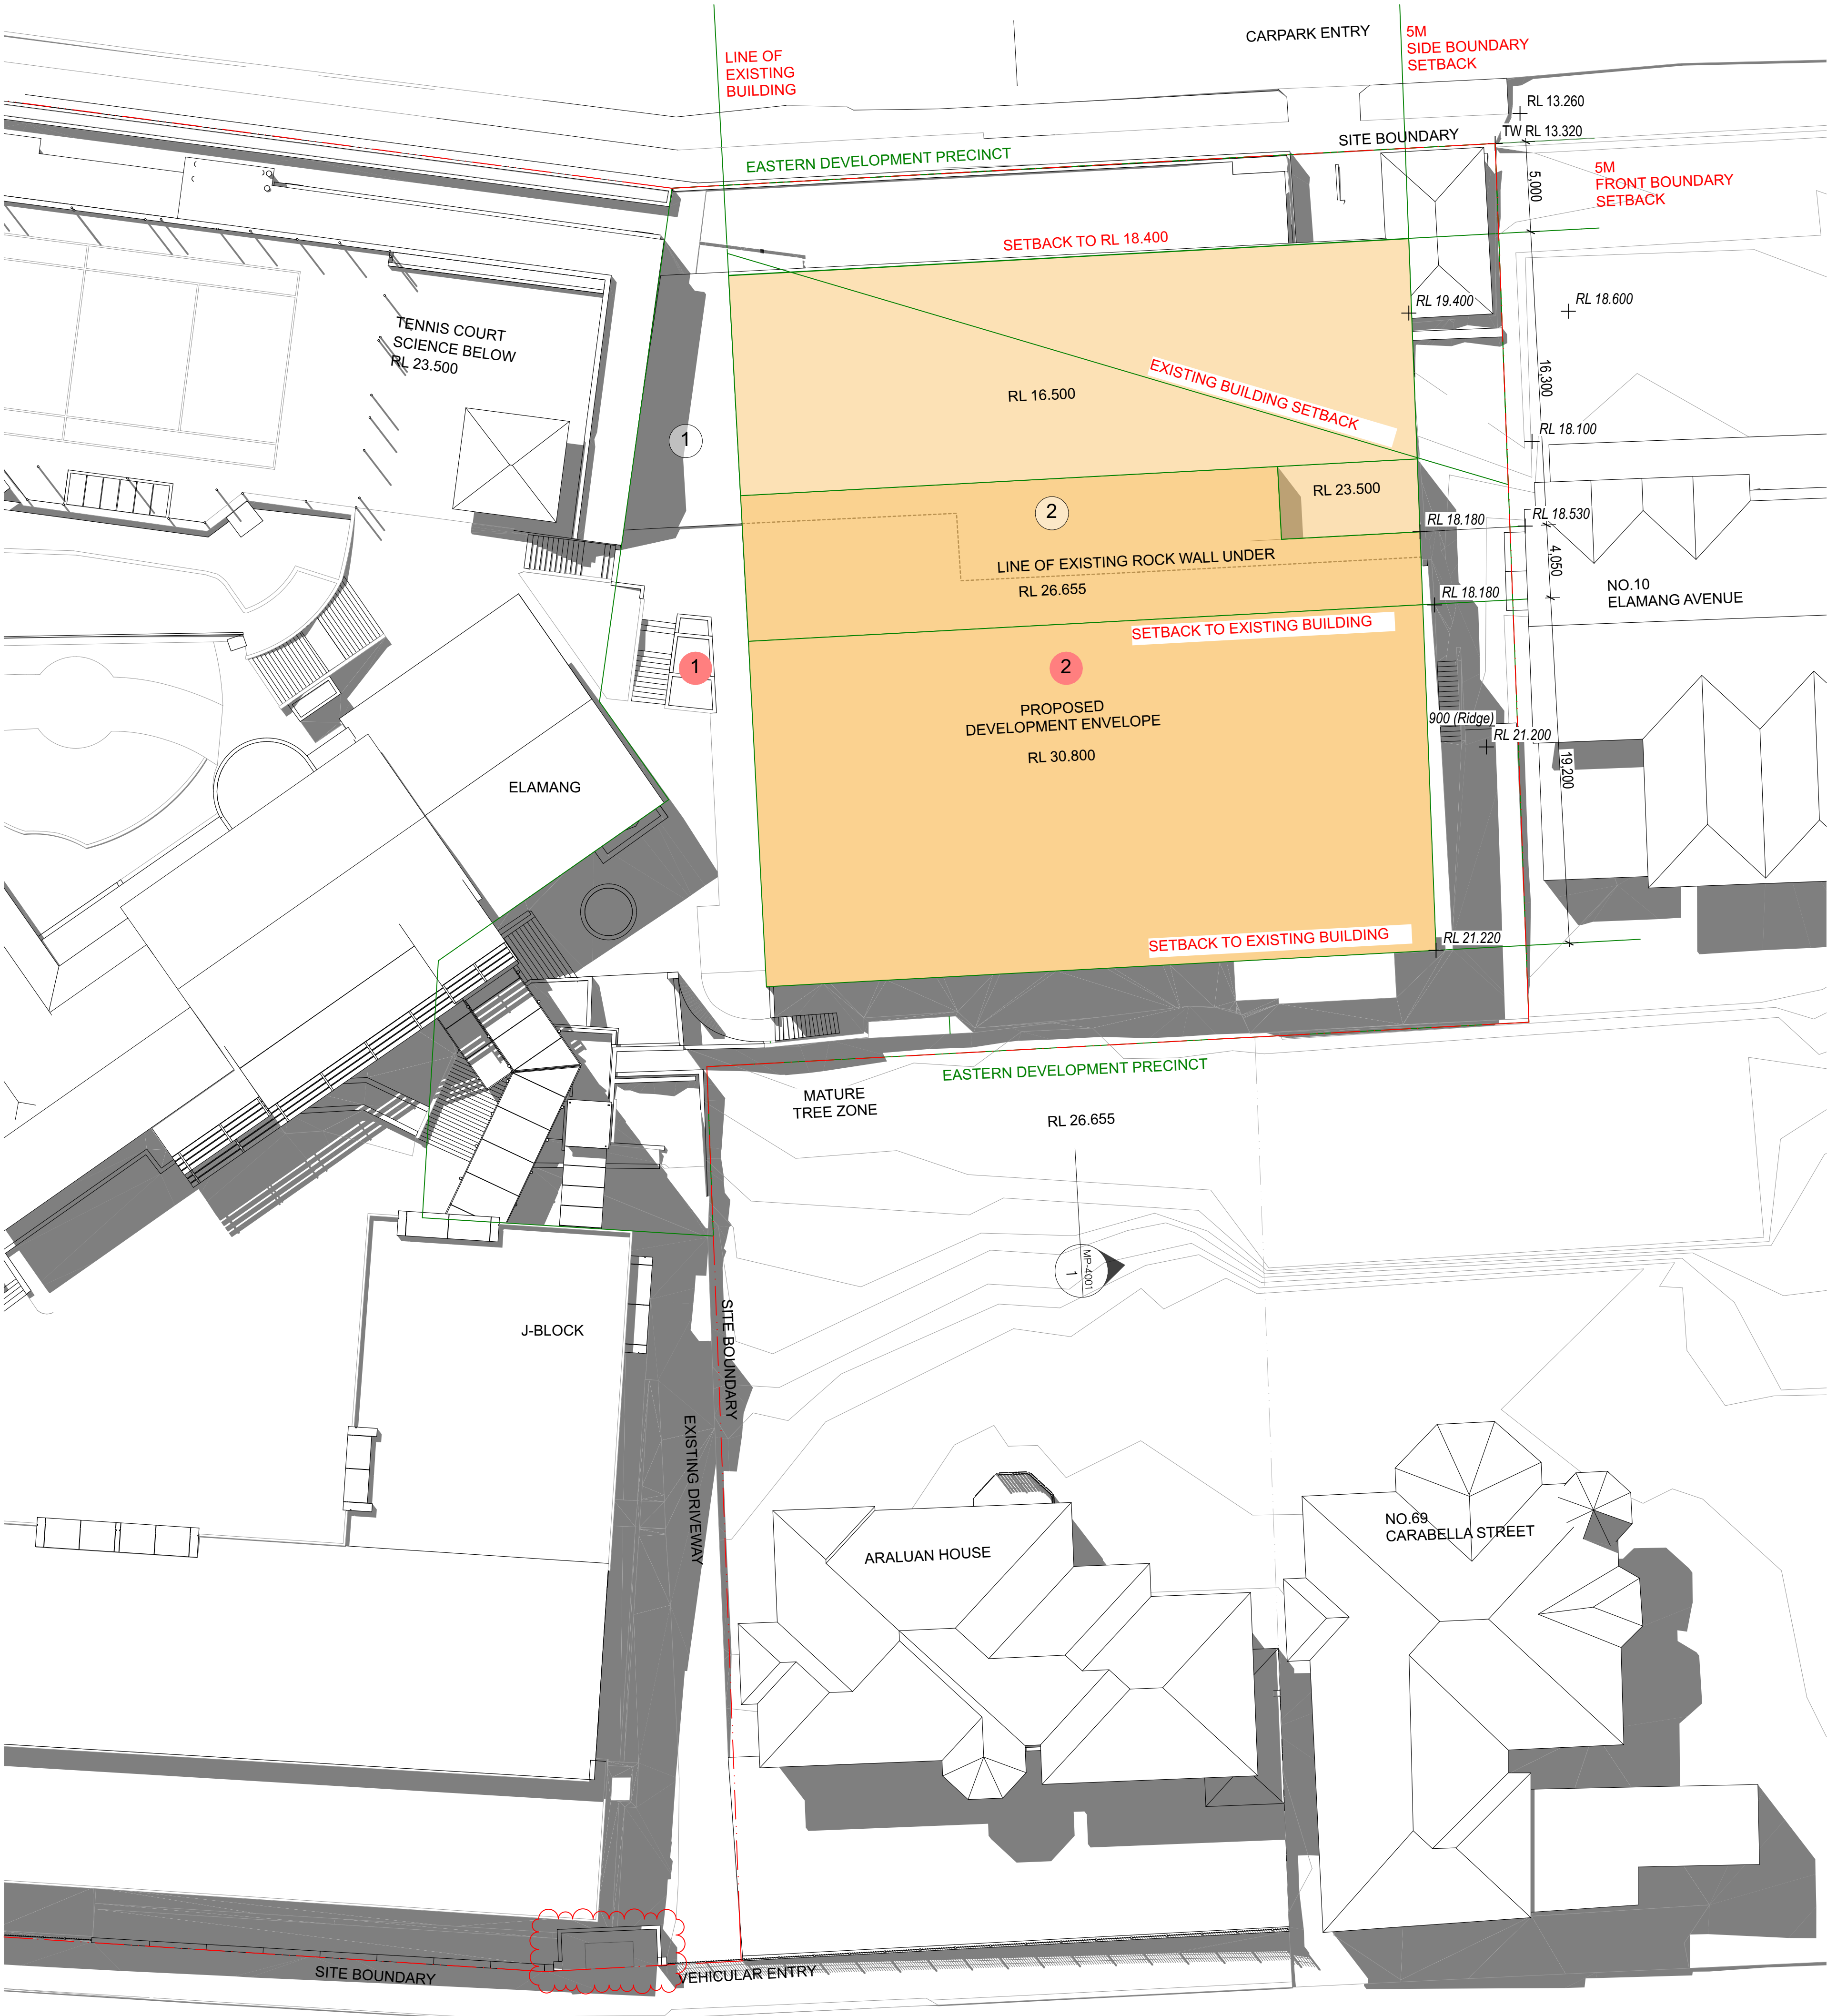 CARPARK ENTRY
5M
SIDE BOUNDARY
SETBACK
LINE OF
EXISTING
BUILDING
RL 13.260
TW RL 13.320
SITE BOUNDARY
EASTERN DEVELOPMENT PRECINCT
5M
FRONT BOUNDARY
SETBACK
5,000
SETBACK TO RL 18.400
RL 19.400
RL 18.600
TENNIS COURT
SCIENCE BELOW
RL 23.500
16,300
EXISTING BUILDING SETBACK
RL 16.500
1
RL 18.100
RL 23.500
2
RL 18.180
RL 18.530
LINE OF EXISTING ROCK WALL UNDER
4,050
RL 26.655
RL 18.180
NO.10
ELAMANG AVENUE
SETBACK TO EXISTING BUILDING
1
2
PROPOSED
DEVELOPMENT ENVELOPE
900 (Ridge)
RL 21.200
RL 30.800
19,200
ELAMANG
SETBACK TO EXISTING BUILDING
RL 21.220
EASTERN DEVELOPMENT PRECINCT
MATURE
TREE ZONE
RL 26.655
MP-4001
1
J-BLOCK
SITE BOUNDARY
EXISTING DRIVEWAY
NO.69
CARABELLA STREET
ARALUAN HOUSE
SITE BOUNDARY
VEHICULAR ENTRY